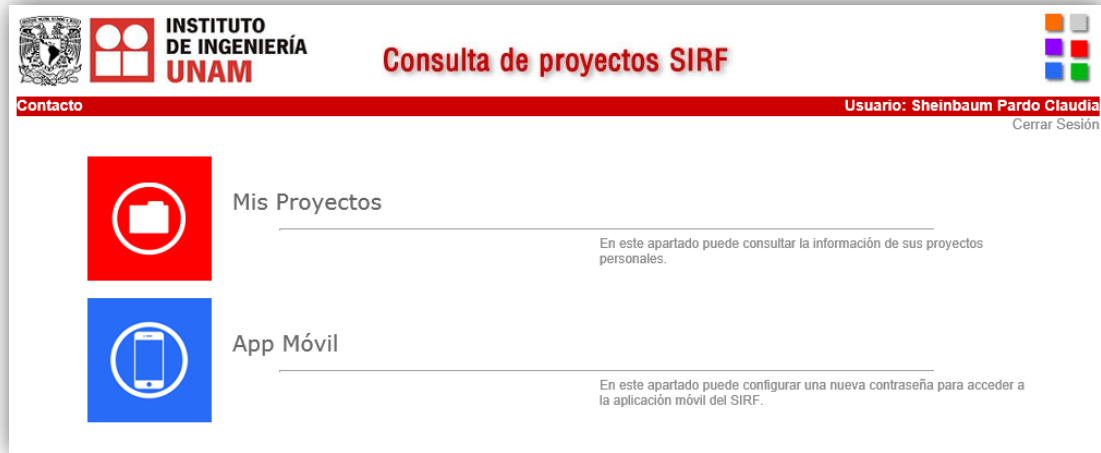 INSTITUTO
DE INGENIERÍA
UNAM
Consulta de proyectos SIRF
Contacto
Usuario: Sheinbaum Pardo Claudia
Cerrar Sesión
Mis Proyectos
En este apartado puede consultar la información de sus proyectos
personales.
App Móvil
En este apartado puede configurar una nueva contraseña para acceder a
la aplicación móvil del SIRF.